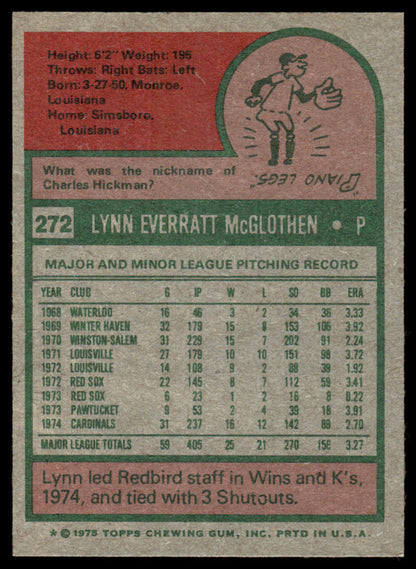 Height: 6'2" Weight: 195
Throws: Right Bats: Left
Born: 3-27-50, Monroe,
Louisiana
Home: Simsboro,
Louisiana
What was the nickname of
Charles Hickman?
"PIANO LEGS."
272 LYNN EVERRATT McGLOTHEN • P
MAJOR AND MINOR LEAGUE PITCHING RECORD
YEAR CLUB G IP W L SO BB ERA
1968 WATERLOO 16 46 3 2 34 36 3.33
1969 WINTER HAVEN 32 179 15 8 153 106 3.92
1970 WINSTON-SALEM 31 229 15 7 202 91 2.24
1971 LOUISVILLE 27 179 10 10 151 98 3.72
1972 LOUISVILLE 14 108 9 2 88 39 1.92
1972 RED SOX 22 145 8 7 112 59 3.41
1973 RED SOX 3 23 1 2 16 8 8.22
1973 PAWTUCKET 9 53 2 4 39 18 3.91
1974 CARDINALS 31 237 16 12 142 89 2.70
MAJOR LEAGUE TOTALS 59 405 25 21 270 156 3.27
Lynn led Redbird staff in Wins and K's,
1974, and tied with 3 Shutouts.
* © 1975 TOPPS CHEWING GUM, INC. PRTD IN U.S.A.